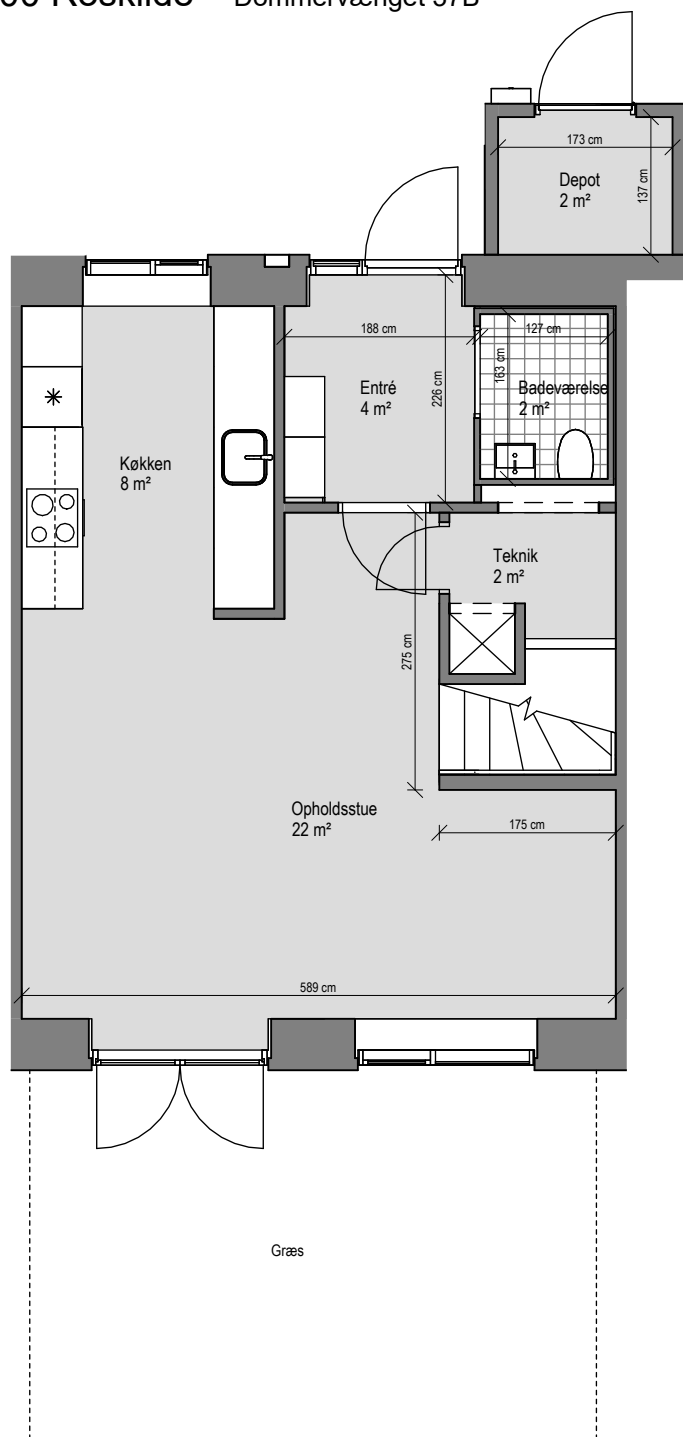 Dommervænget 37B
173 cm
Depot
2 m²
137 cm
188 cm
127 cm
163 cm
226 cm
Entré
4 m²
Badeværelse
2 m²
Køkken
8 m²
Teknik
2 m²
275 cm
Opholdsstue
22 m²
175 cm
589 cm
Græs